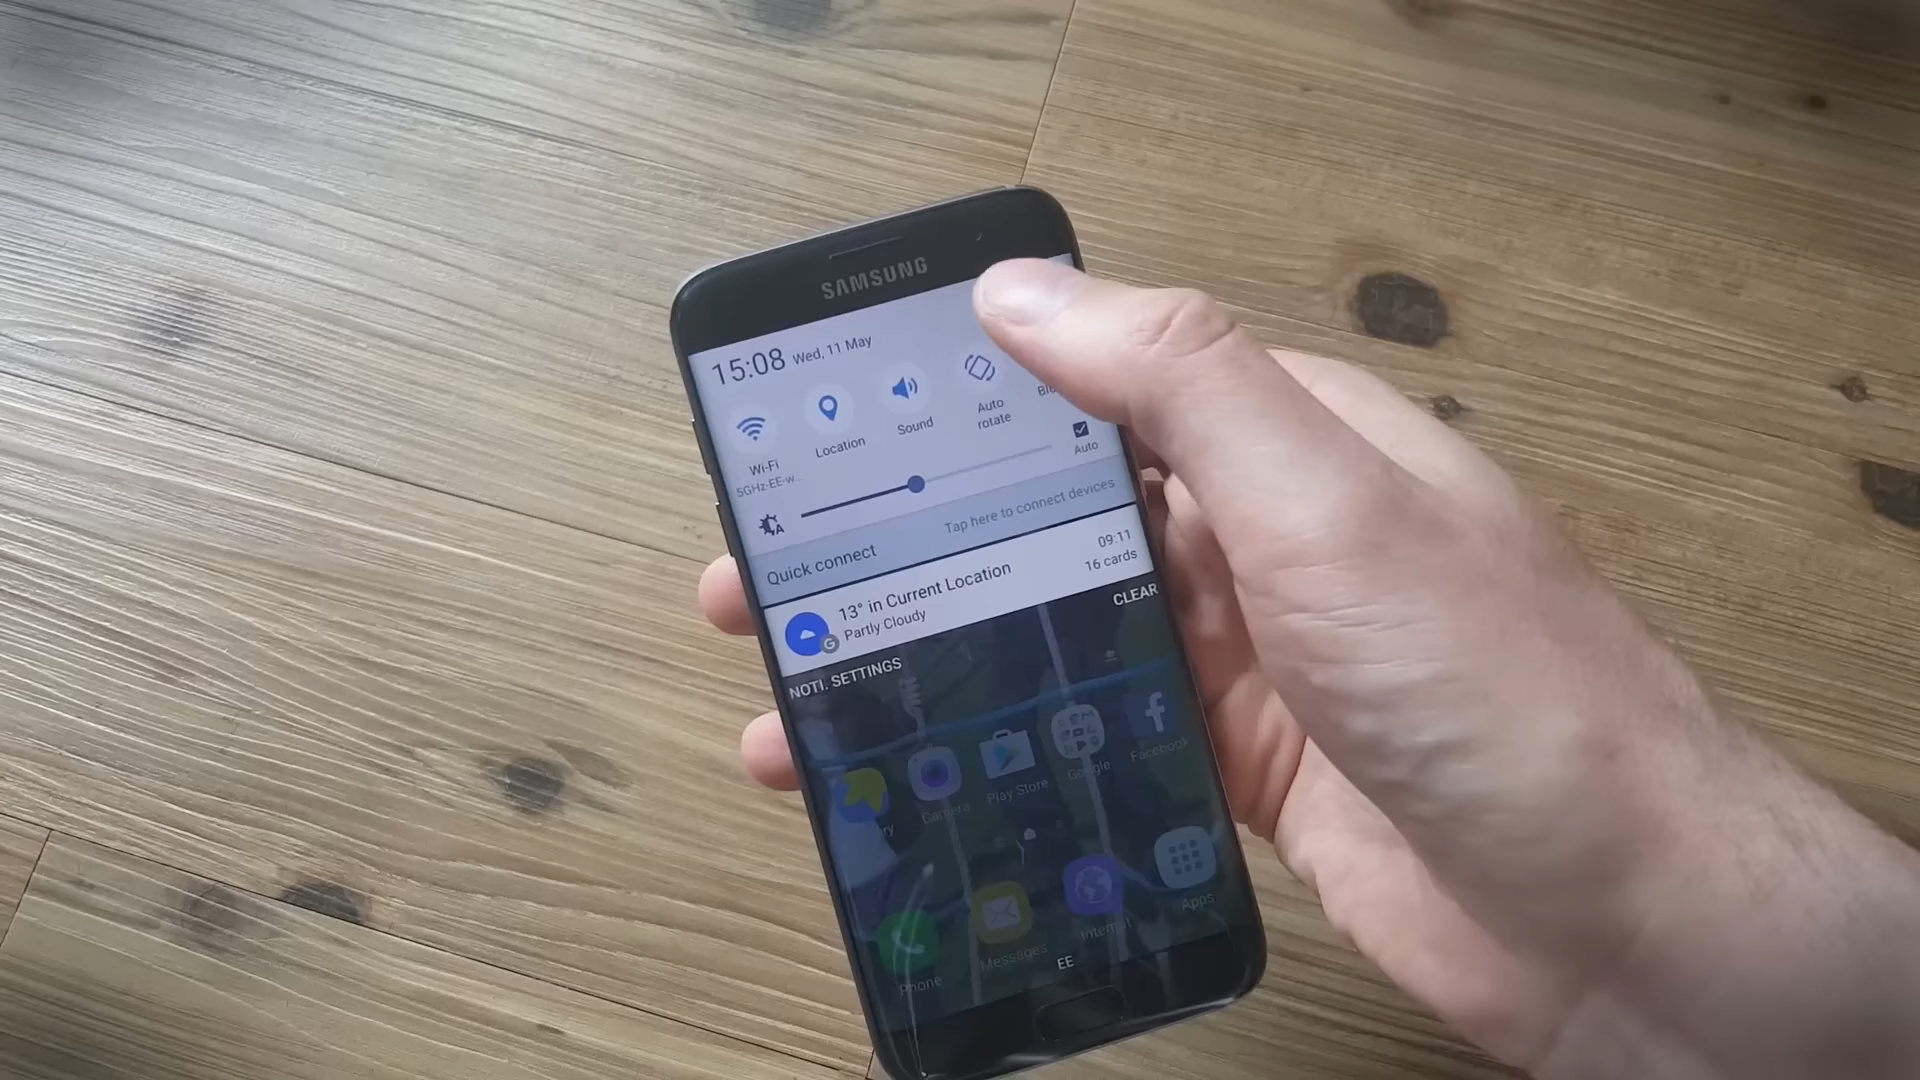 SAMSUNG
15:08 Wed, 11 May
Wi-Fi
5GHz-EE-w...
Location
Sound
Auto
rotate
Auto
Quick connect
Tap here to connect devices
13° in Current Location
09:11
Partly Cloudy
16 cards
NOTI. SETTINGS
CLEAR
Camera
Play Store
Google
Facebook
Phone
Messages
Internet
Apps
EE